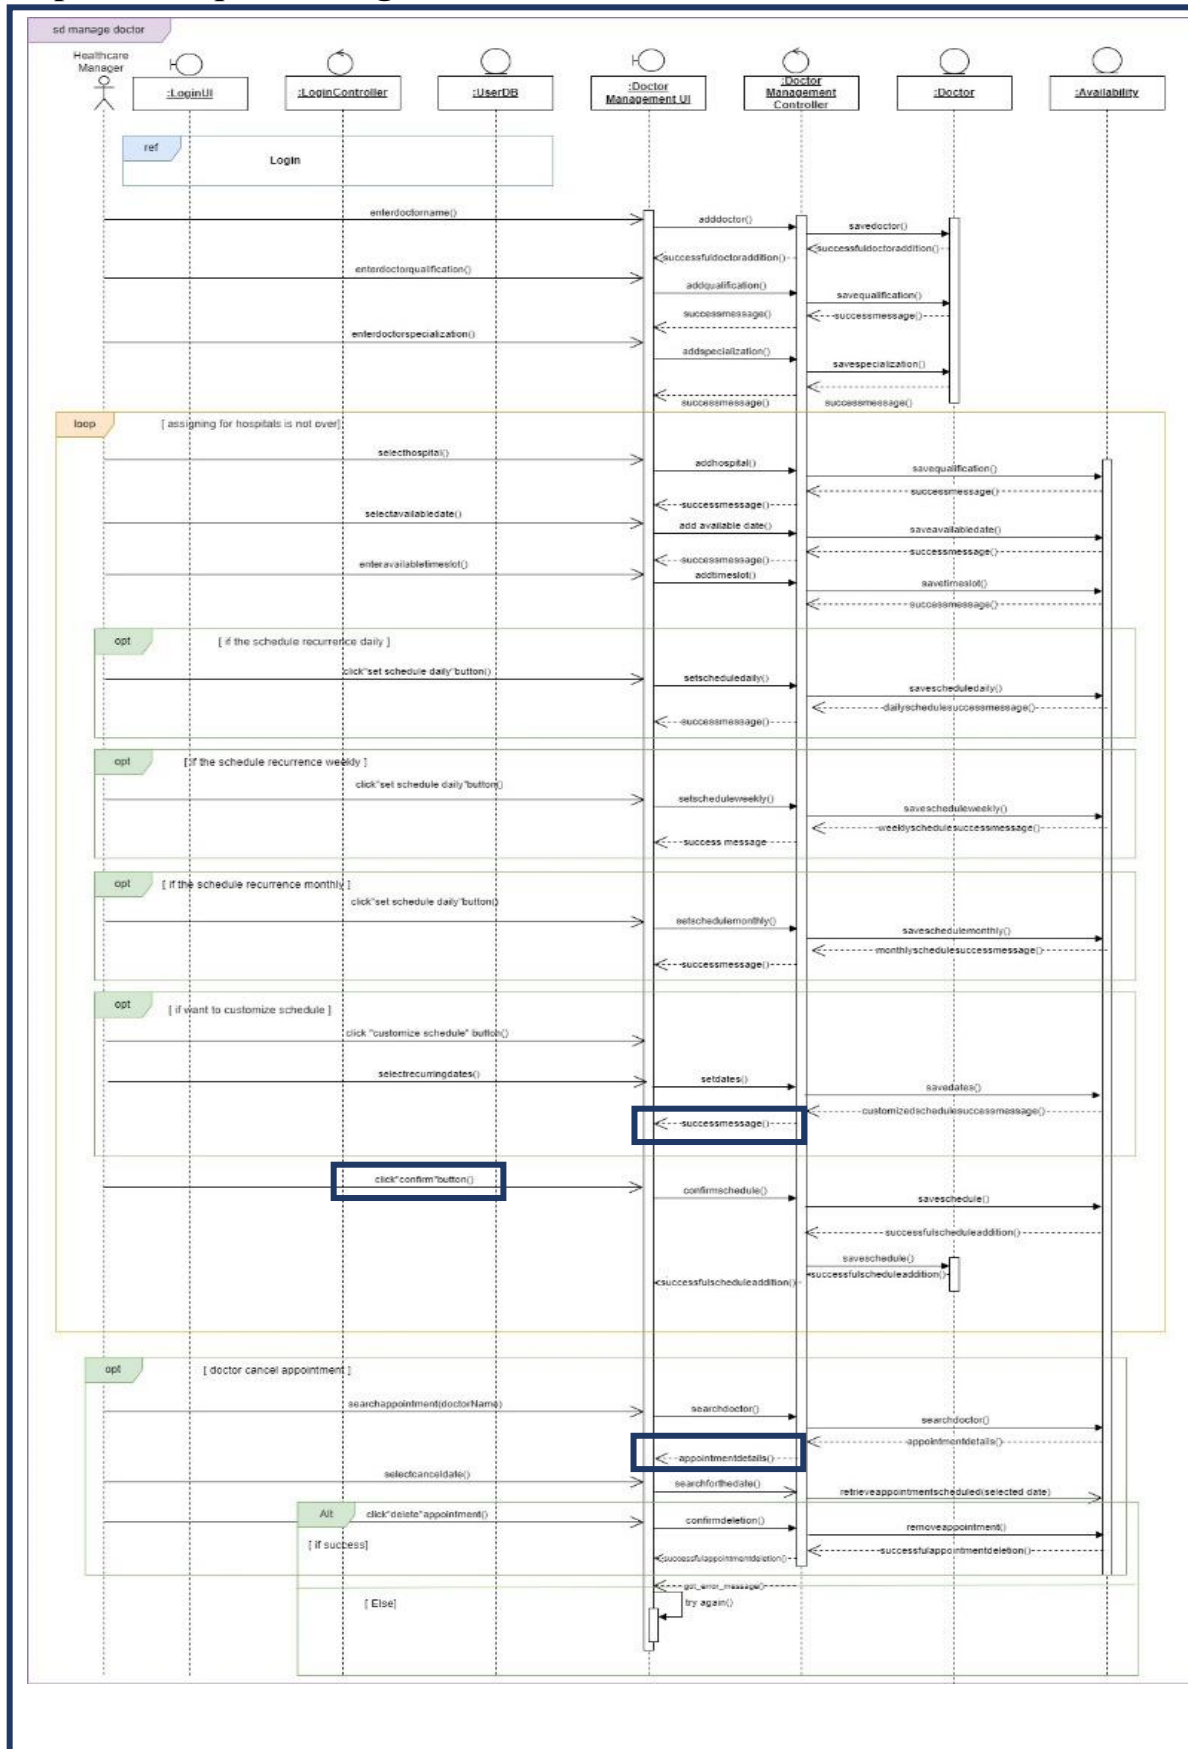 sd manage doctor
Healthcare
Manager
:LoginUI
:LoginController
:UserDB
:Doctor
Management UI
:Doctor
Management
Controller
:Doctor
:Availability
ref
Login
enterdoctorname()
adddoctor()
savedoctor()
successfuldoctoraddition()
successfuldoctoraddition()
enterdoctorqualification()
addqualification()
savequalification()
successmessage()
successmessage()
enterdoctorspecialization()
addspecialization()
savespecialization()
successmessage()
successmessage()
loop
[ assigning for hospitals is not over]
selecthospital()
addhospital()
savequalification()
successmessage()
successmessage()
selectavailabledate()
add available date()
saveavailabledate()
successmessage()
successmessage()
enteravailabletimeslot()
addtimeslot()
savetimeslot()
successmessage()
opt
[ if the schedule recurrence daily ]
click"set schedule daily"button()
setscheduledaily()
savescheduledaily()
dailyschedulesuccessmessage()
successmessage()
opt
[ if the schedule recurrence weekly ]
click"set schedule daily"button()
setscheduleweekly()
savescheduleweekly()
weeklyschedulesuccessmessage()
success message
opt
[ if the schedule recurrence monthly ]
click"set schedule daily"button()
setschedulemonthly()
saveschedulemonthly()
monthlyschedulesuccessmessage()
successmessage()
opt
[ if want to customize schedule ]
click "customize schedule" button()
selectrecurringdates()
setdates()
savedates()
customizedschedulesuccessmessage()
successmessage()
click"confirm"button()
confirmschedule()
saveschedule()
successfulscheduleaddition()
saveschedule()
successfulscheduleaddition()
successfulscheduleaddition()
opt
[ doctor cancel appointment ]
searchappointment(doctorName)
searchdoctor()
searchdoctor()
appointmentdetails()
appointmentdetails()
selectcanceldate()
searchforthedate()
retrieveappointmentscheduled(selected date)
Alt
click"delete"appointment()
confirmdeletion()
removeappointment()
[ if success]
successfulappointmentdeletion()
successfulappointmentdeletion()
got_error_message()
[ Else]
try again()